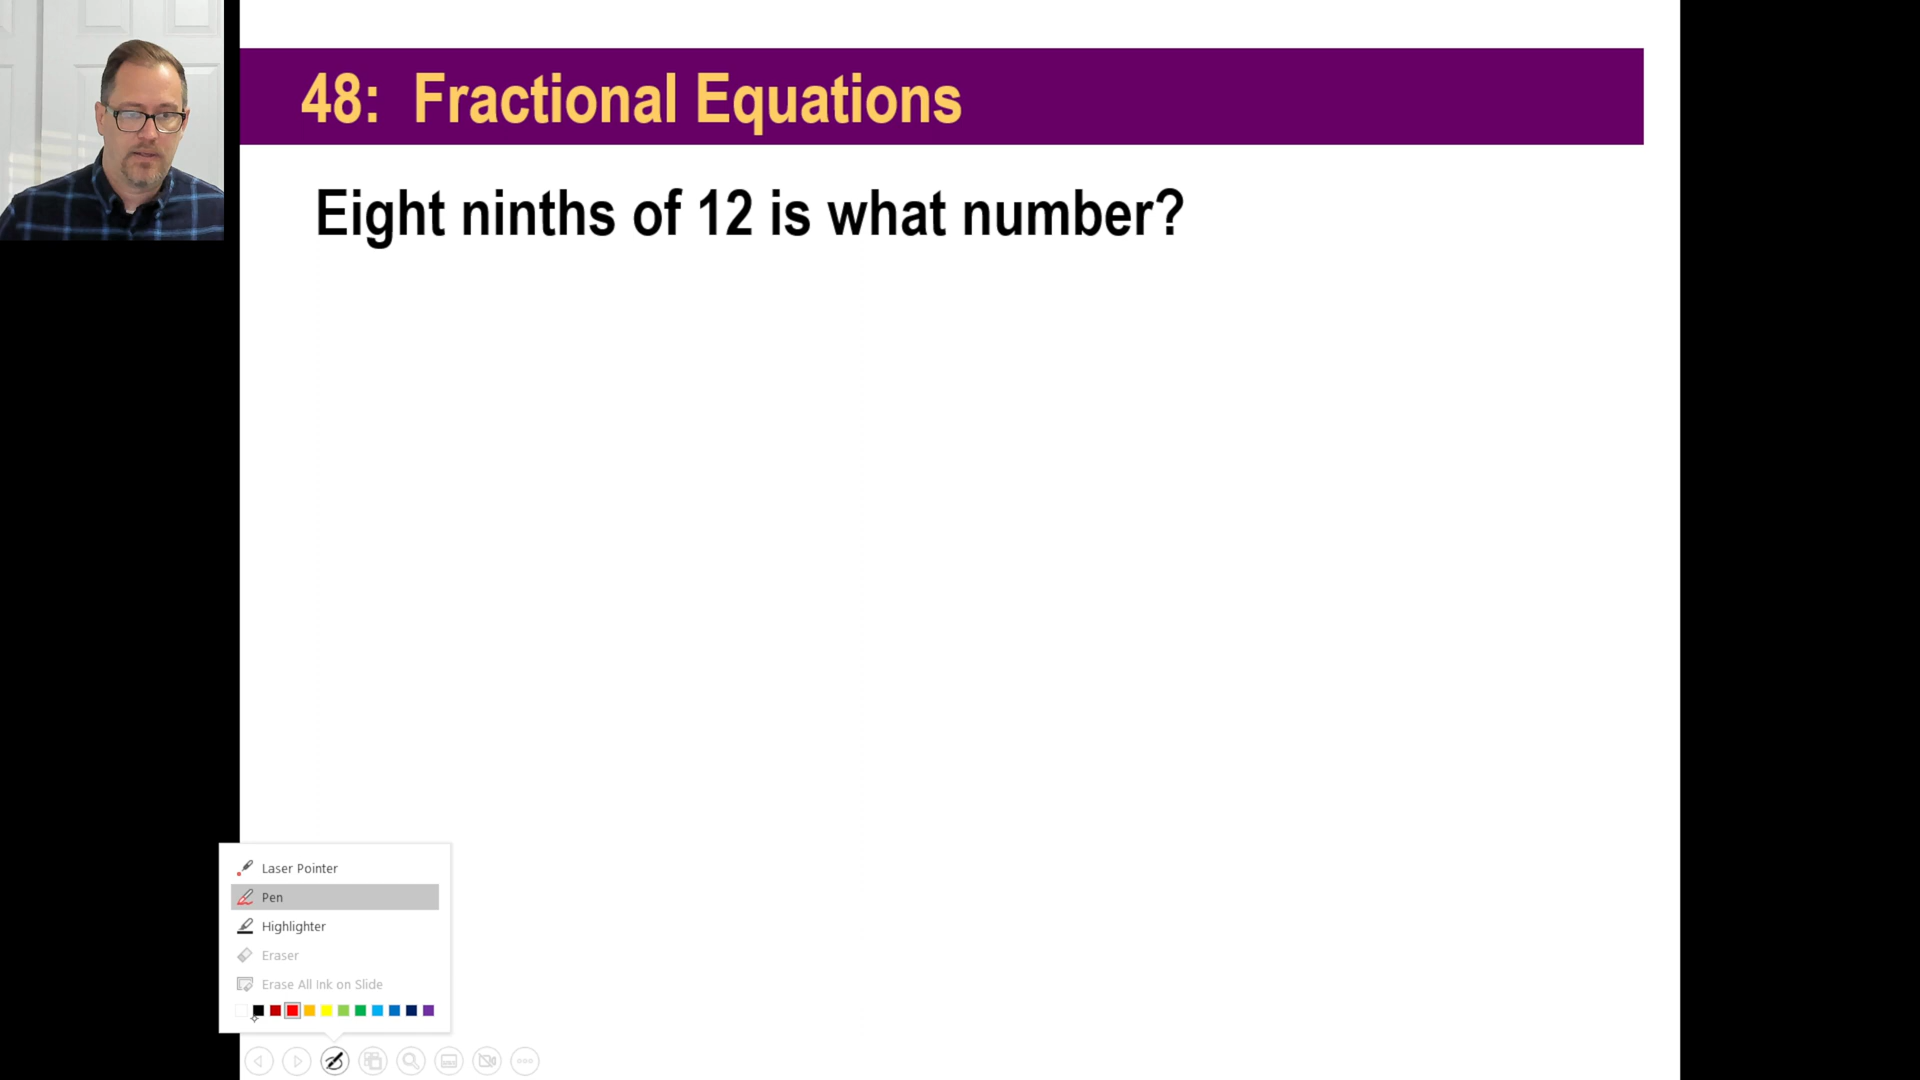 48: Fractional Equations
Eight ninths of 12 is what number?
Laser Pointer
Pen
Highlighter
Eraser
Erase All Ink on Slide